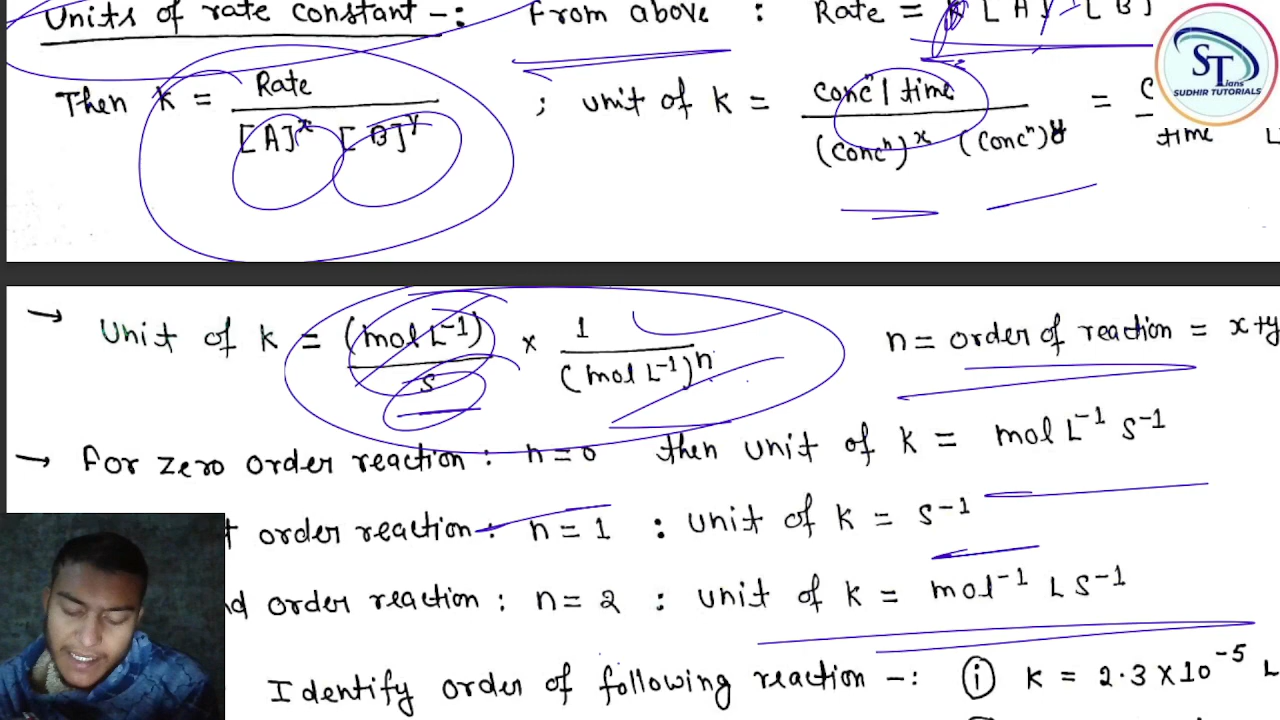 Units of rate constant -: From above : Rate = K [A]ˣ [B]
ST ians
SUDHIR TUTORIALS
Then k = Rate / [A]ˣ [B]ʸ ; unit of k = concⁿ / time / (concⁿ)ˣ (concⁿ)ʸ = C / time L
→ Unit of k = (mol L⁻¹) / s × 1 / (mol L⁻¹)ⁿ n = order of reaction = x+y
→ For zero order reaction : n=0 then unit of k = mol L⁻¹ s⁻¹
t order reaction : n = 1 : unit of k = s⁻¹
nd order reaction : n= 2 : unit of k = mol⁻¹ L s⁻¹
Identify order of following reaction -: (i) k = 2.3 ×10⁻⁵ L